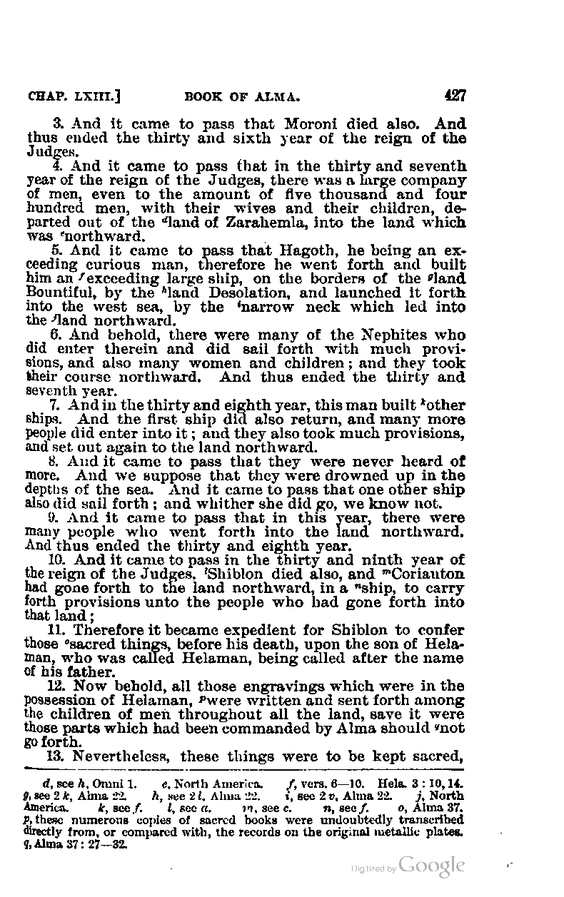 CHAP. LXIII.] BOOK OF ALMA. 427
3. And it came to pass that Moroni died also. And
thus ended the thirty and sixth year of the reign of the
Judges.
4. And it came to pass that in the thirty and seventh
year of the reign of the Judges, there was a large company
of men, even to the amount of five thousand and four
hundred men, with their wives and their children, de-
parted out of the ᵈland of Zarahemla, into the land which
was ᵉnorthward.
5. And it came to pass that Hagoth, he being an ex-
ceeding curious man, therefore he went forth and built
him an ᶠexceeding large ship, on the borders of the ᵍland
Bountiful, by the ʰland Desolation, and launched it forth
into the west sea, by the ⁱnarrow neck which led into
the ʲland northward.
6. And behold, there were many of the Nephites who
did enter therein and did sail forth with much provi-
sions, and also many women and children; and they took
their course northward. And thus ended the thirty and
seventh year.
7. And in the thirty and eighth year, this man built ᵏother
ships. And the first ship did also return, and many more
people did enter into it; and they also took much provisions,
and set out again to the land northward.
8. And it came to pass that they were never heard of
more. And we suppose that they were drowned up in the
depths of the sea. And it came to pass that one other ship
also did sail forth; and whither she did go, we know not.
9. And it came to pass that in this year, there were
many people who went forth into the land northward.
And thus ended the thirty and eighth year.
10. And it came to pass in the thirty and ninth year of
the reign of the Judges, ˡShiblon died also, and ᵐCorianton
had gone forth to the land northward, in a ⁿship, to carry
forth provisions unto the people who had gone forth into
that land;
11. Therefore it became expedient for Shiblon to confer
those ᵒsacred things, before his death, upon the son of Hela-
man, who was called Helaman, being called after the name
of his father.
12. Now behold, all those engravings which were in the
possession of Helaman, ᵖwere written and sent forth among
the children of men throughout all the land, save it were
those parts which had been commanded by Alma should qnot
go forth.
13. Nevertheless, these things were to be kept sacred,
d, see h, Omni 1. e, North America. f, vers. 6—10. Hela. 3 : 10, 14.
g, see 2 k, Alma 22. h, see 2 l, Alma 22. i, see 2 v, Alma 22. j, North
America. k, see f. l, see a. m, see c. n, see f. o, Alma 37.
p, these numerous copies of sacred books were undoubtedly transcribed
directly from, or compared with, the records on the original metallic plates.
q, Alma 37 : 27—32.
Digitized by Google